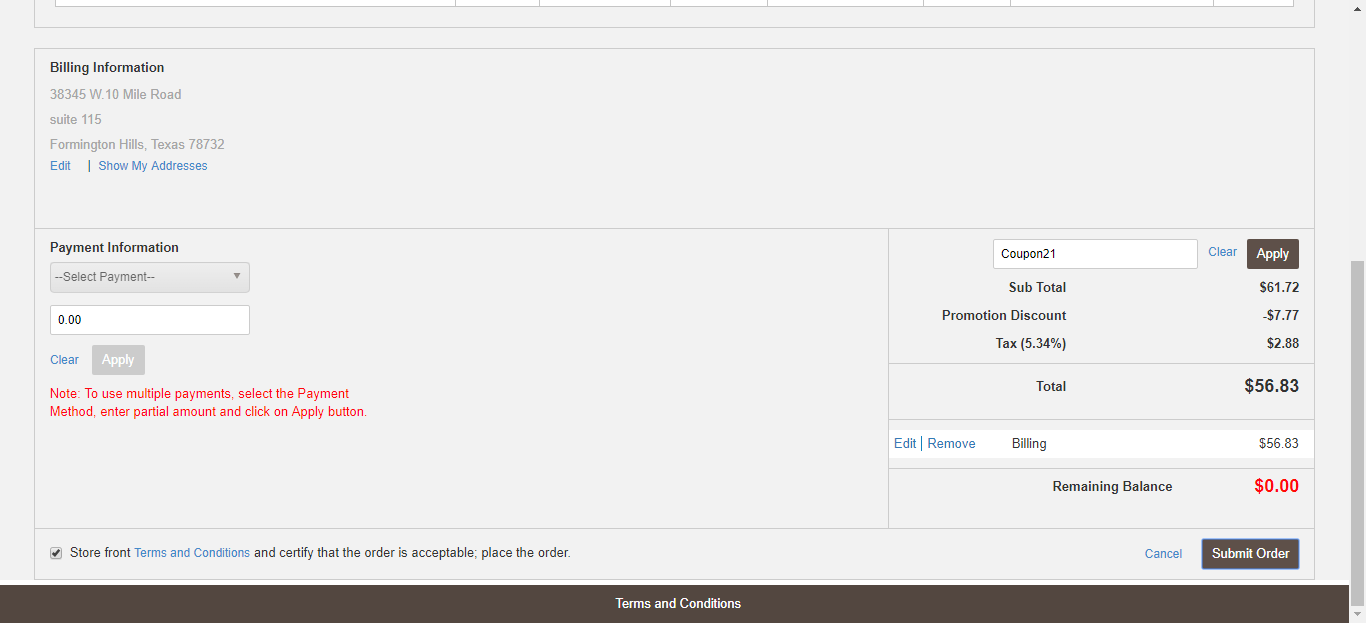 Billing Information
38345 W.10 Mile Road
suite 115
Formington Hills, Texas 78732
Edit | Show My Addresses
Payment Information
--Select Payment--
0.00
Clear Apply
Note: To use multiple payments, select the Payment
Method, enter partial amount and click on Apply button.
Coupon21 Clear Apply
Sub Total $61.72
Promotion Discount -$7.77
Tax (5.34%) $2.88
Total $56.83
Edit | Remove Billing $56.83
Remaining Balance $0.00
Store front Terms and Conditions and certify that the order is acceptable; place the order.
Cancel Submit Order
Terms and Conditions